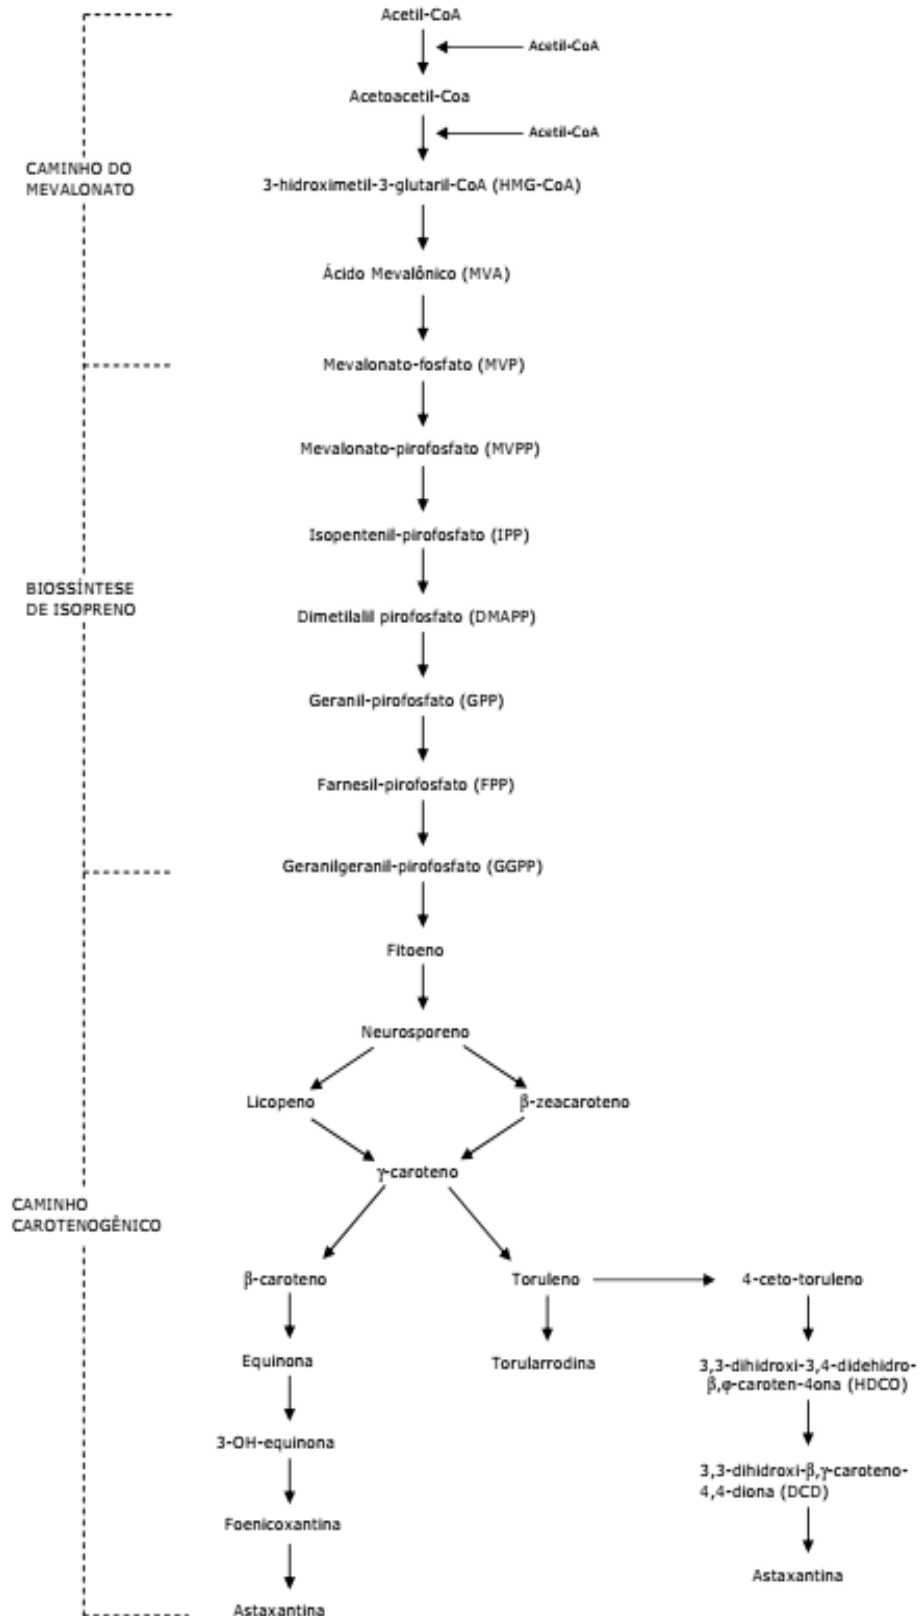 Acetil-CoA
Acetil-CoA
Acetoacetil-Coa
Acetil-CoA
CAMINHO DO
MEVALONATO
3-hidroximetil-3-glutaril-CoA (HMG-CoA)
Ácido Mevalônico (MVA)
Mevalonato-fosfato (MVP)
Mevalonato-pirofosfato (MVPP)
Isopentenil-pirofosfato (IPP)
BIOSSÍNTESE
DE ISOPRENO
Dimetilalil pirofosfato (DMAPP)
Geranil-pirofosfato (GPP)
Farnesil-pirofosfato (FPP)
Geranilgeranil-pirofosfato (GGPP)
Fitoeno
Neurosporeno
Licopeno
β-zeacaroteno
γ-caroteno
CAMINHO
CAROTENOGÊNICO
β-caroteno
Toruleno
4-ceto-toruleno
Equinona
Torularrodina
3,3-dihidroxi-3,4-didehidro-
β,φ-caroten-4ona (HDCO)
3-OH-equinona
3,3-dihidroxi-β,γ-caroteno-
4,4-diona (DCD)
Foenicoxantina
Astaxantina
Astaxantina